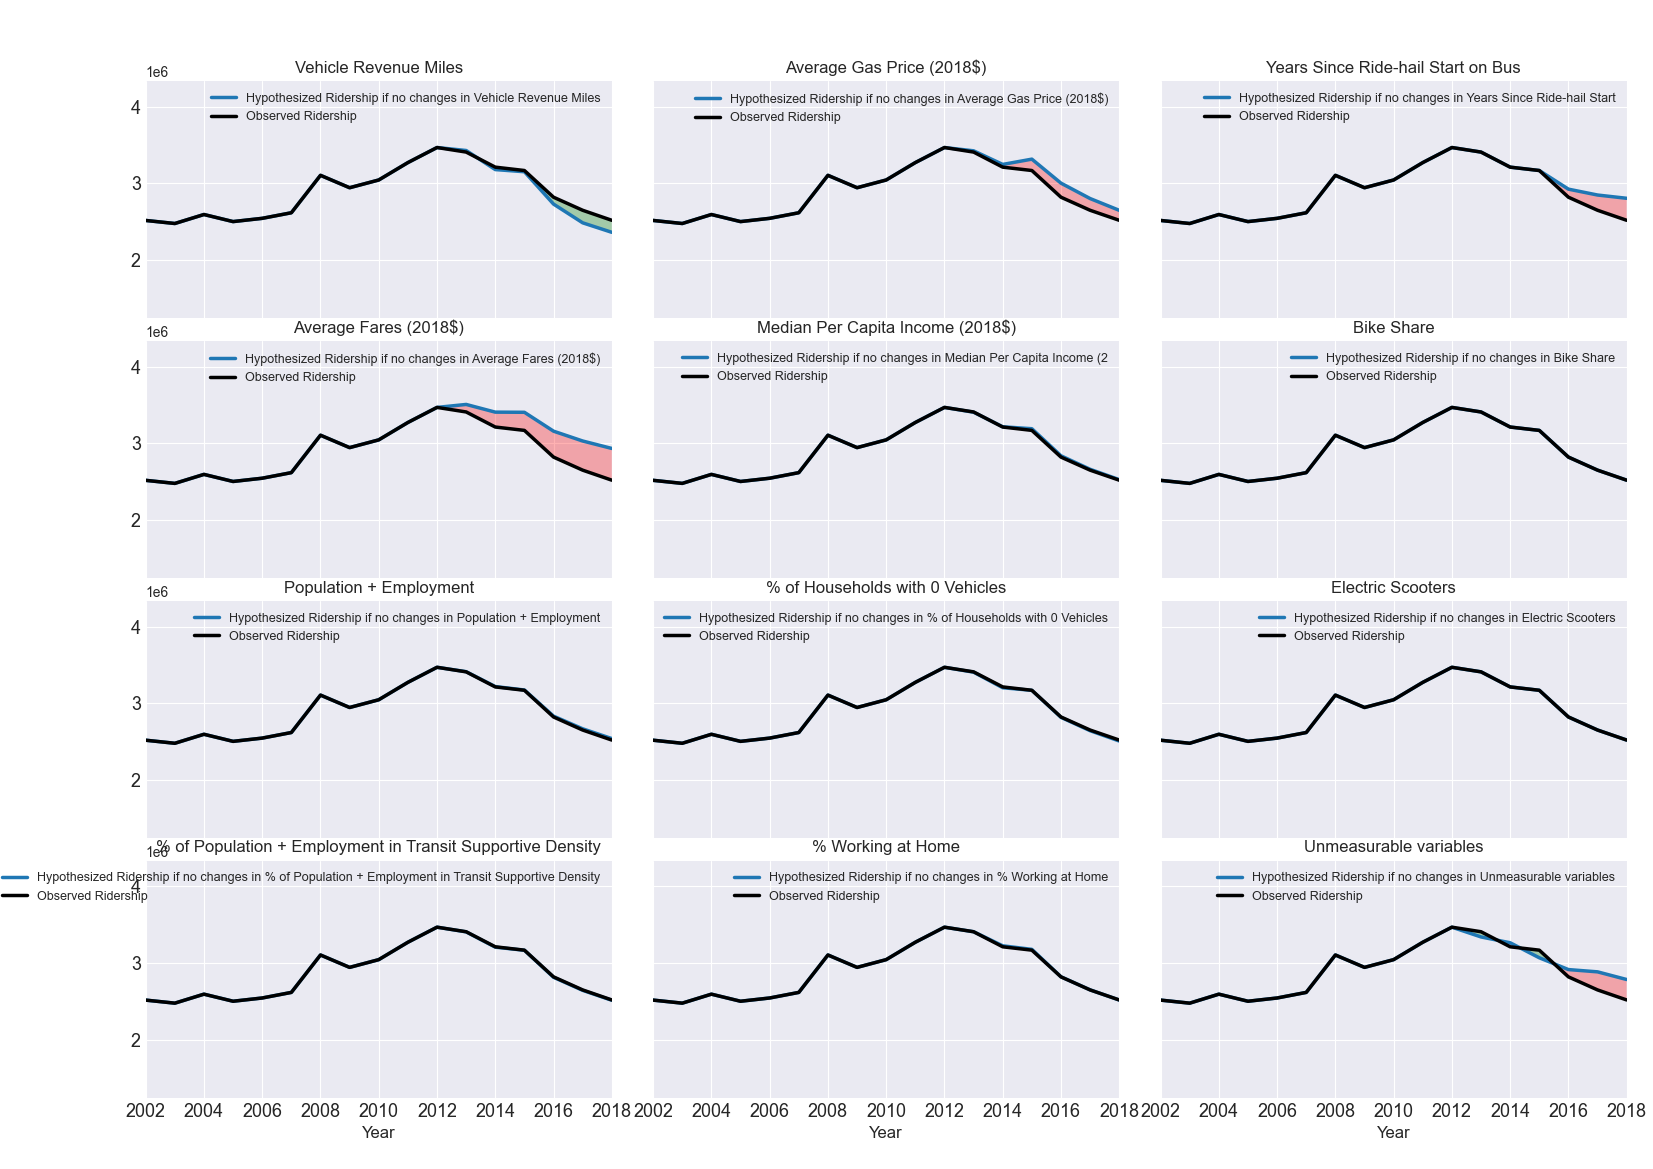 Vehicle Revenue Miles
1e6
Hypothesized Ridership if no changes in Vehicle Revenue Miles
Observed Ridership
4
3
2
Average Gas Price (2018$)
Hypothesized Ridership if no changes in Average Gas Price (2018$)
Observed Ridership
Years Since Ride-hail Start on Bus
Hypothesized Ridership if no changes in Years Since Ride-hail Start
Observed Ridership
Average Fares (2018$)
1e6
Hypothesized Ridership if no changes in Average Fares (2018$)
Observed Ridership
4
3
2
Median Per Capita Income (2018$)
Hypothesized Ridership if no changes in Median Per Capita Income (2
Observed Ridership
Bike Share
Hypothesized Ridership if no changes in Bike Share
Observed Ridership
Population + Employment
1e6
Hypothesized Ridership if no changes in Population + Employment
Observed Ridership
4
3
2
% of Households with 0 Vehicles
Hypothesized Ridership if no changes in % of Households with 0 Vehicles
Observed Ridership
Electric Scooters
Hypothesized Ridership if no changes in Electric Scooters
Observed Ridership
% of Population + Employment in Transit Supportive Density
1e6
Hypothesized Ridership if no changes in % of Population + Employment in Transit Supportive Density
Observed Ridership
4
3
2
2002 2004 2006 2008 2010 2012 2014 2016 2018
Year
% Working at Home
Hypothesized Ridership if no changes in % Working at Home
Observed Ridership
2002 2004 2006 2008 2010 2012 2014 2016 2018
Year
Unmeasurable variables
Hypothesized Ridership if no changes in Unmeasurable variables
Observed Ridership
2002 2004 2006 2008 2010 2012 2014 2016 2018
Year